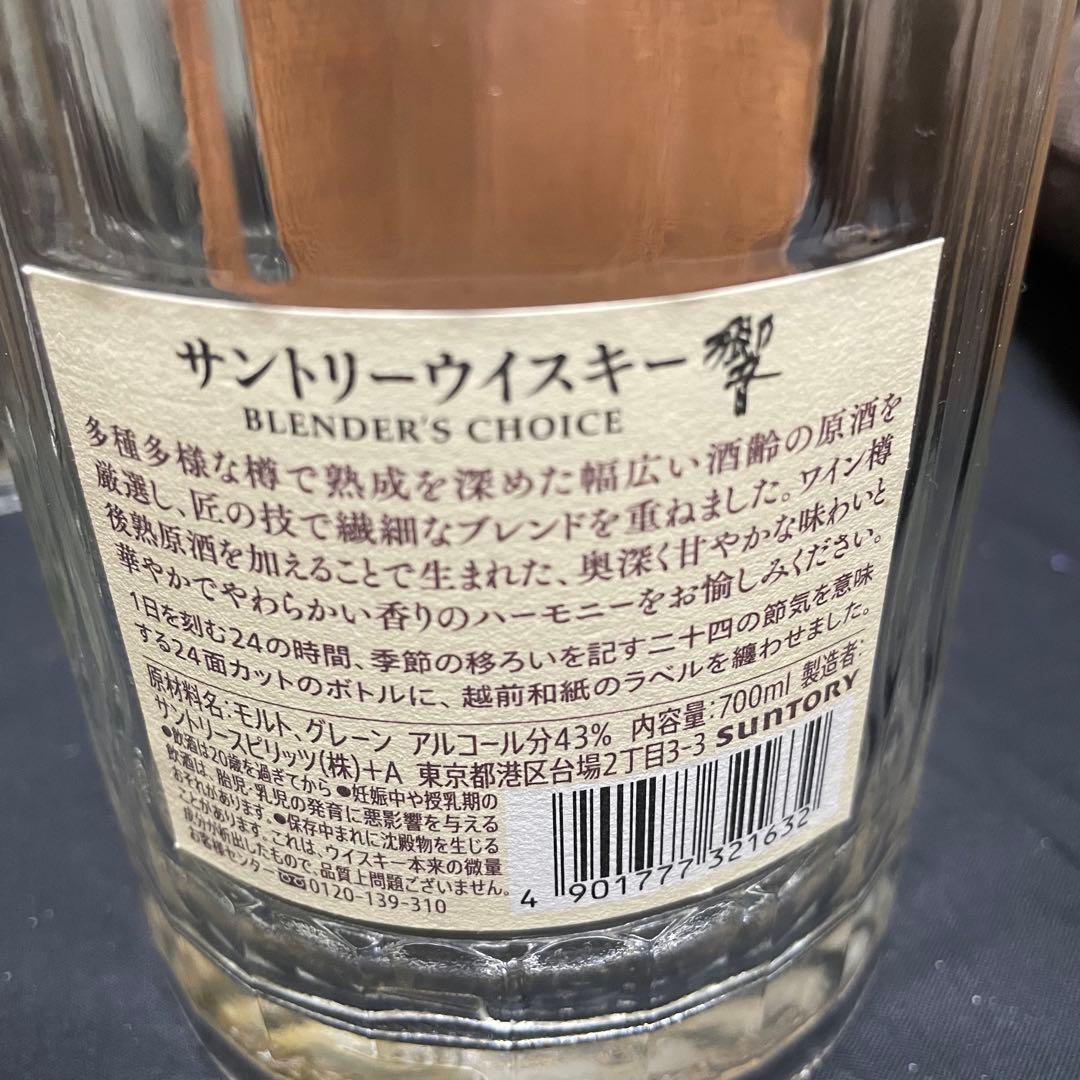 サントリーウイスキー 響
BLENDER'S CHOICE
多種多様な樽で熟成を深めた幅広い酒齢の原酒を
厳選し、匠の技で繊細なブレンドを重ねました。ワイン樽
後熟原酒を加えることで生まれた、奥深く甘やかな味わいと
華やかでやわらかい香りのハーモニーをお愉しみください。
1日を刻む24の時間、季節の移ろいを記す二十四の節気を意味
する24面カットのボトルに、越前和紙のラベルを纏わせました。
原材料名:モルト、グレーン アルコール分43% 内容量:700ml 製造者:
サントリースピリッツ(株)+A 東京都港区台場2丁目3-3 SUNTORY
●飲酒は20歳を過ぎてから ●妊娠中や授乳期の
飲酒は、胎児・乳児の発育に悪影響を与える
おそれがあります。●保存中まれに沈殿物を生じる
ことがあります。これは、ウイスキー本来の微量
成分が析出したもので、品質上問題ございません。
お客様センター 0120-139-310
4 901777 321632